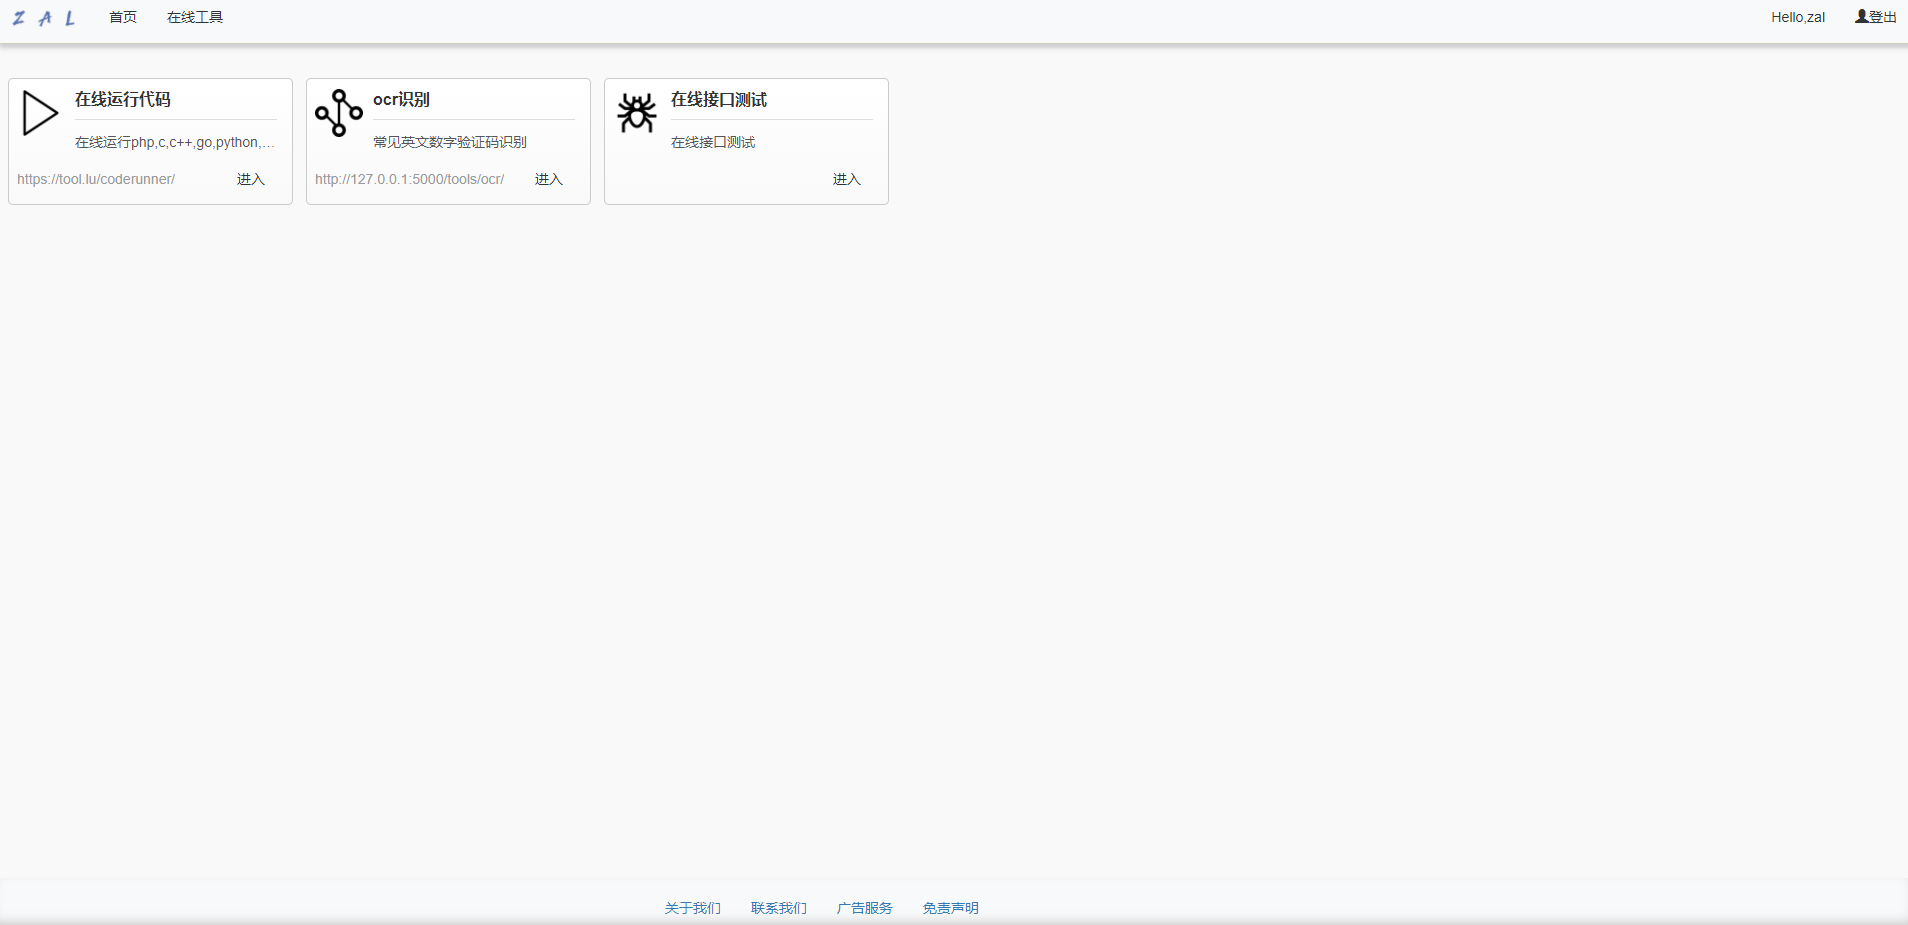 Z A L 首页 在线工具 Hello,zal 登出
在线运行代码
在线运行php,c,c++,go,python,...
https://tool.lu/coderunner/ 进入
ocr识别
常见英文数字验证码识别
http://127.0.0.1:5000/tools/ocr/ 进入
在线接口测试
在线接口测试
进入
关于我们 联系我们 广告服务 免责声明